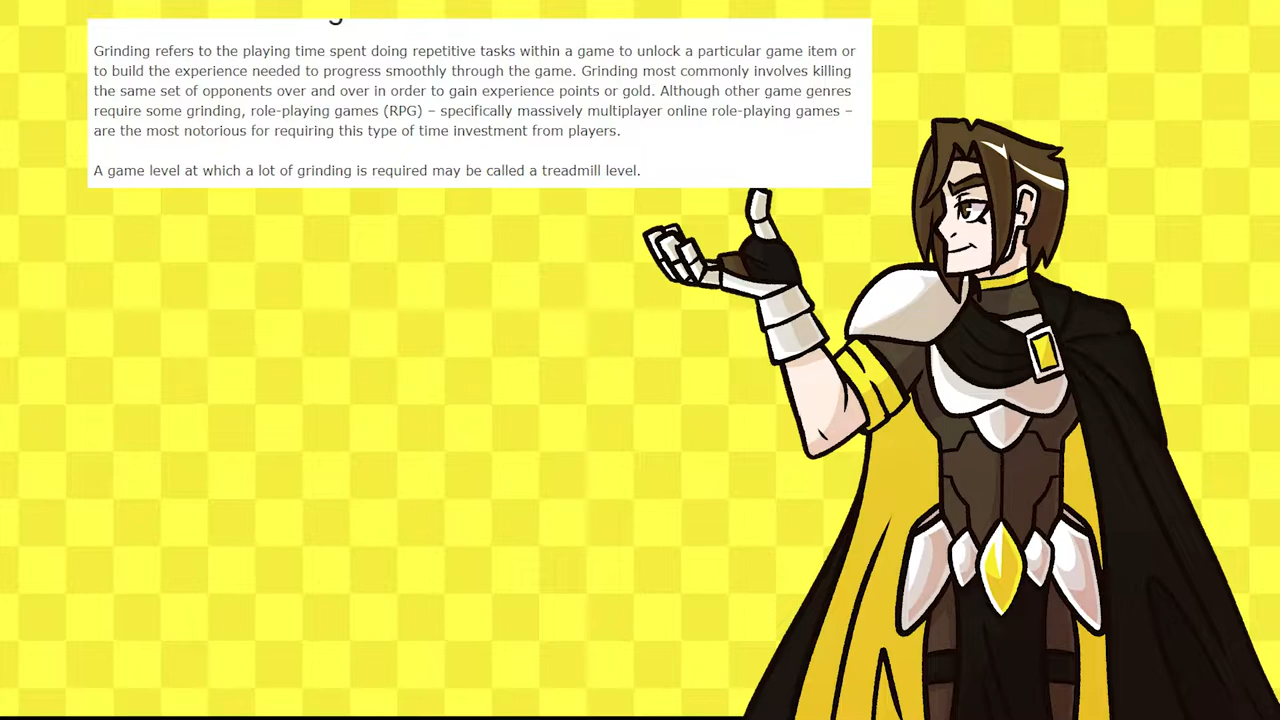 Grinding refers to the playing time spent doing repetitive tasks within a game to unlock a particular game item or
to build the experience needed to progress smoothly through the game. Grinding most commonly involves killing
the same set of opponents over and over in order to gain experience points or gold. Although other game genres
require some grinding, role-playing games (RPG) – specifically massively multiplayer online role-playing games –
are the most notorious for requiring this type of time investment from players.
A game level at which a lot of grinding is required may be called a treadmill level.